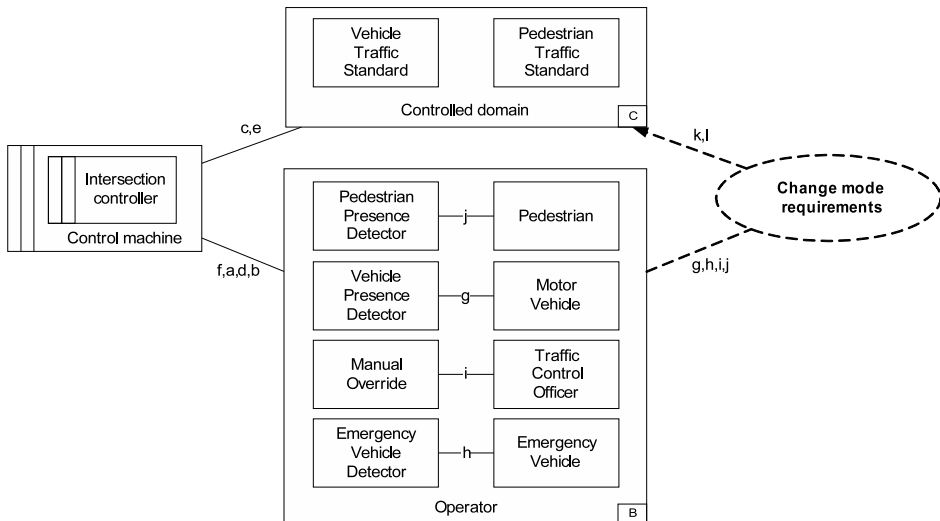 Vehicle
Traffic
Standard
Pedestrian
Traffic
Standard
Controlled domain
C
c,e
k,l
Intersection
controller
Control machine
Change mode
requirements
f,a,d,b
g,h,i,j
Pedestrian
Presence
Detector
j
Pedestrian
Vehicle
Presence
Detector
g
Motor
Vehicle
Manual
Override
i
Traffic
Control
Officer
Emergency
Vehicle
Detector
h
Emergency
Vehicle
Operator
B